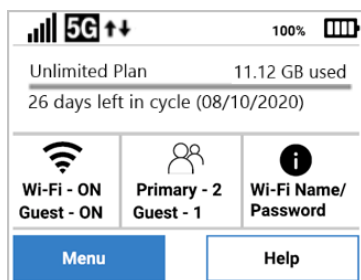 5G 100%
Unlimited Plan 11.12 GB used
26 days left in cycle (08/10/2020)
Wi-Fi - ON Primary - 2 Wi-Fi Name/
Guest - ON Guest - 1 Password
Menu Help